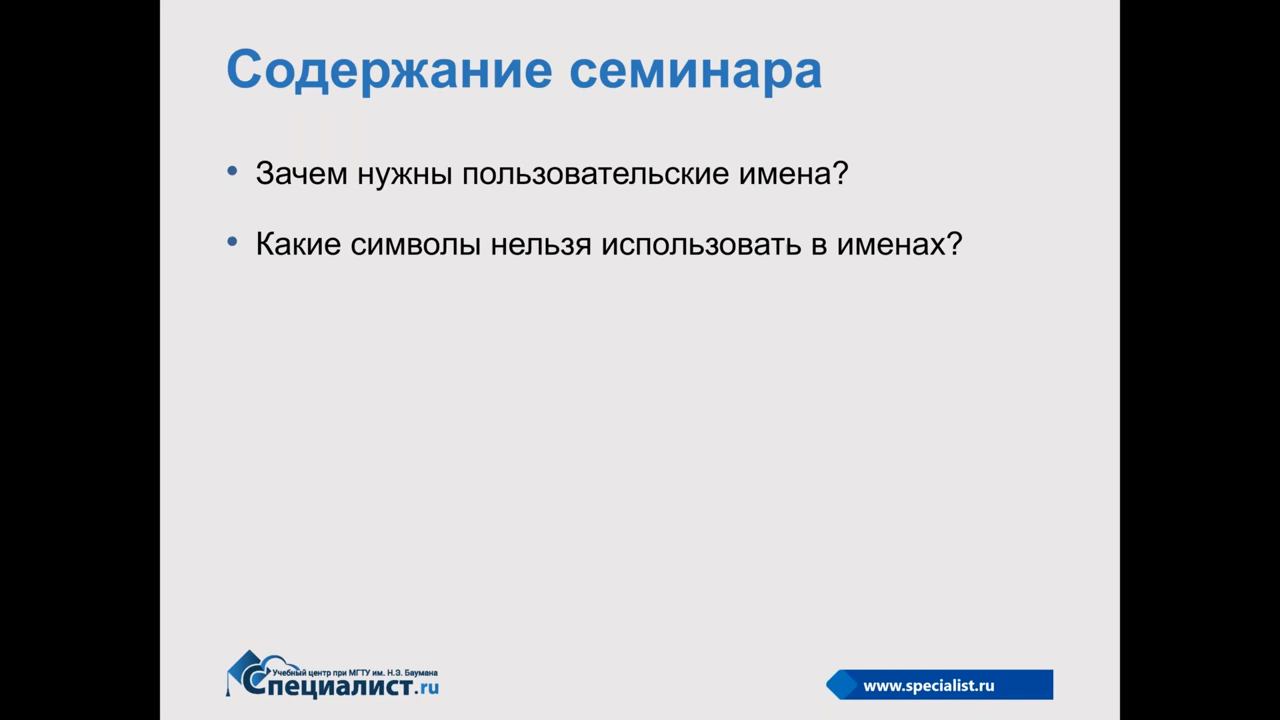 Содержание семинара
• Зачем нужны пользовательские имена?
• Какие символы нельзя использовать в именах?
Учебный центр при МГТУ им. Н.Э. Баумана
Специалист.ru
www.specialist.ru